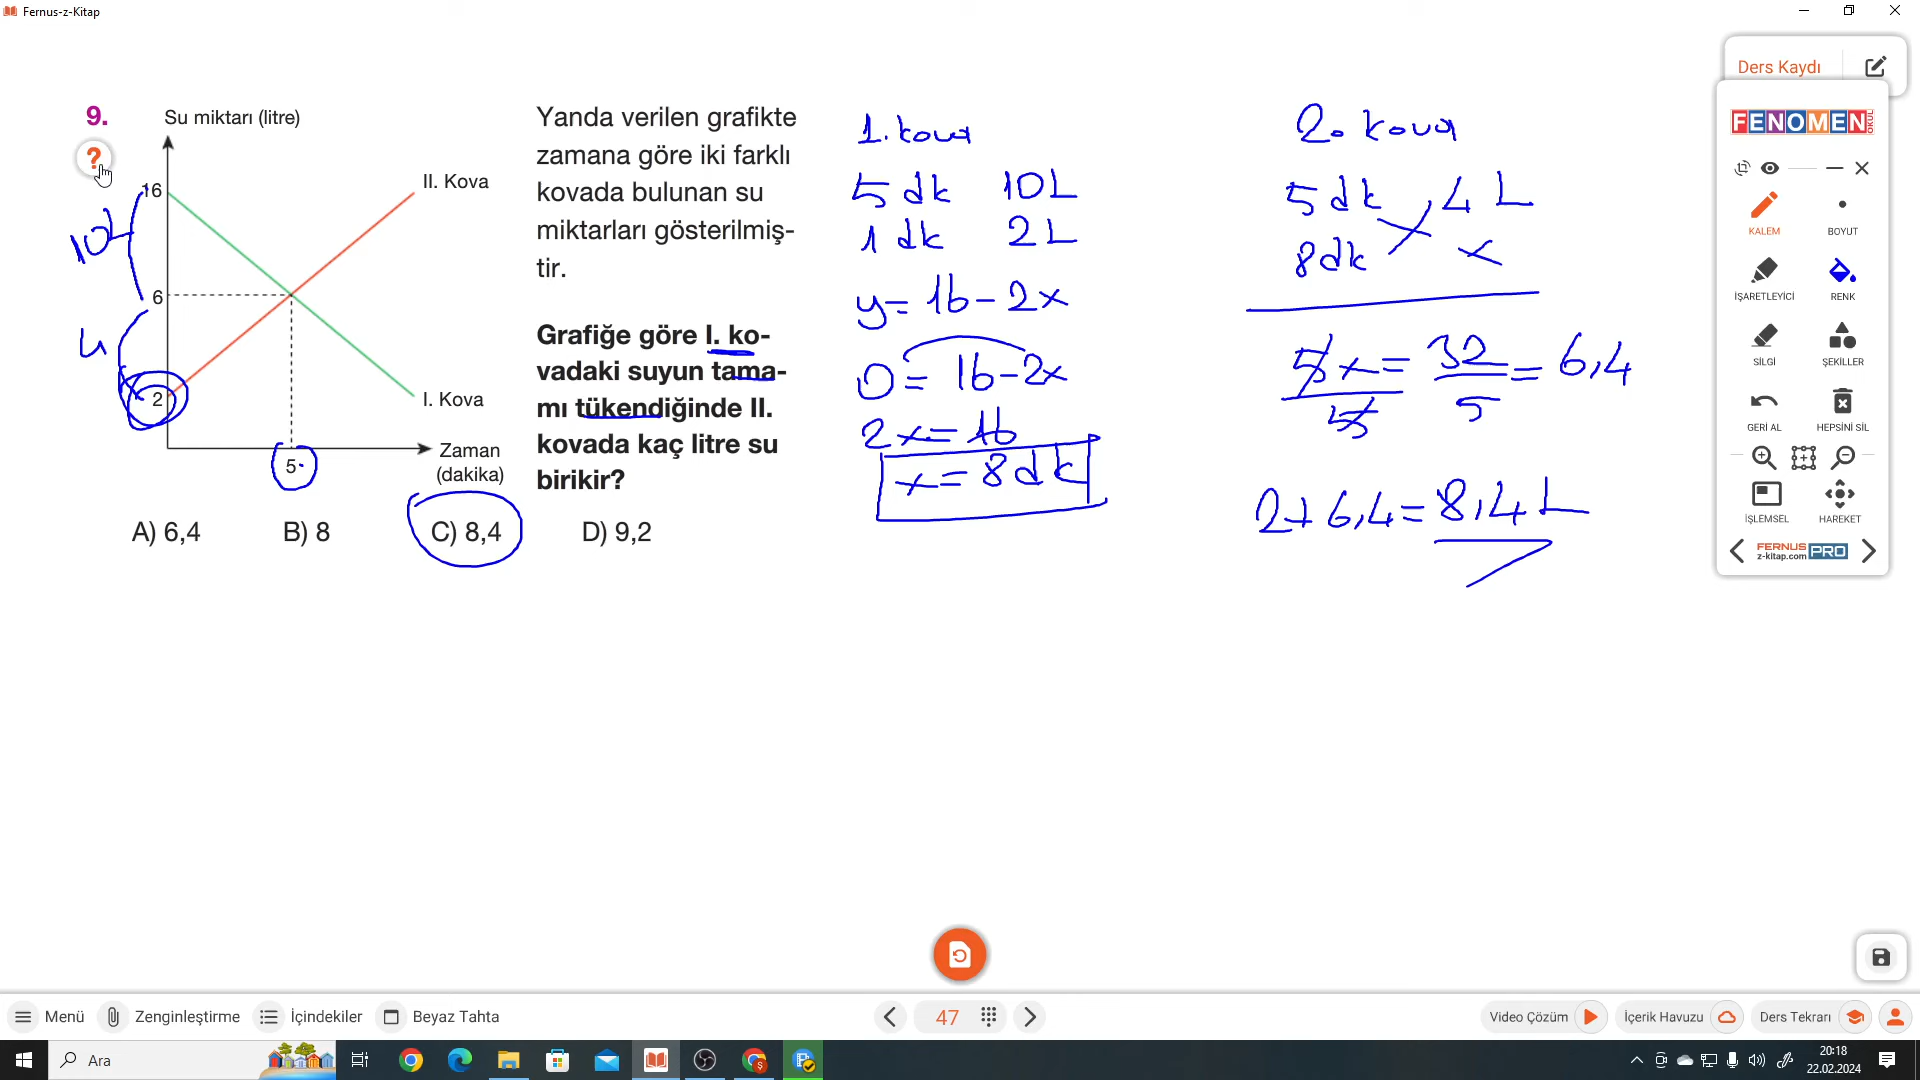 Fernus-z-Kitap
Ders Kaydı
9.
Su miktarı (litre)
?
16
6
2
10L
4
II. Kova
I. Kova
5
Zaman
(dakika)
Yanda verilen grafikte
zamana göre iki farklı
kovada bulunan su
miktarları gösterilmiş-
tir.
Grafiğe göre I. ko-
vadaki suyun tama-
mı tükendiğinde II.
kovada kaç litre su
birikir?
A) 6,4 B) 8 C) 8,4 D) 9,2
1. kova
5 dk 10L
1 dk 2L
y = 16 - 2x
0 = 16 - 2x
2x = 16
x = 8 dk
2. kova
5 dk 4 L
8 dk x
5x/5 = 32/5 = 6,4
2 + 6,4 = 8,4 L
FENOMEN OKUL
KALEM BOYUT
İŞARETLEYİCİ RENK
SİLGİ ŞEKİLLER
GERİ AL HEPSİNİ SİL
İŞLEMSEL HAREKET
FERNUS
z-kitap.com PRO
Menü Zenginleştirme İçindekiler Beyaz Tahta 47 Video Çözüm İçerik Havuzu Ders Tekrarı
Ara
20:18
22.02.2024